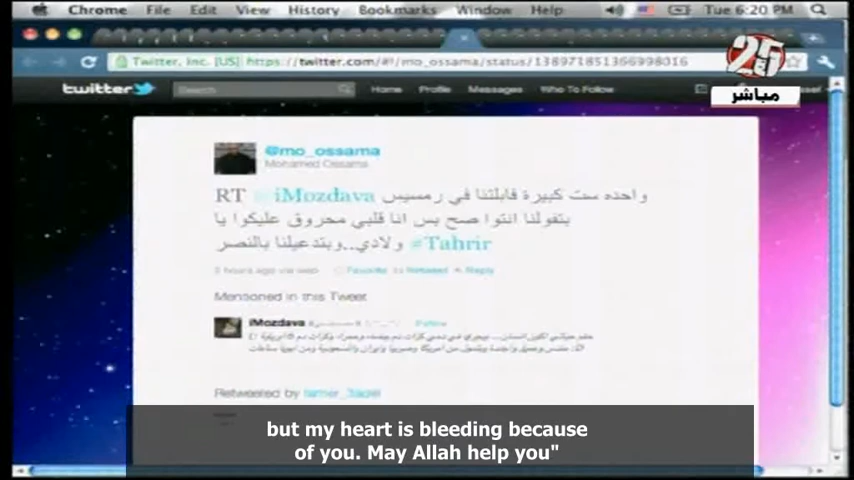 Chrome File Edit View History Bookmarks Window Help Tue 6:20 PM
Twitter, Inc. [US] https://twitter.com/#!/mo_ossama/status/138971851366998016
25
مباشر
twitter Search Home Profile Messages Who To Follow
@mo_ossama
Mohamed Ossama
RT @iMozdava واحده ست كبيرة قابلتنا في رمسيس
بتقولنا انتوا صح بس انا قلبي محروق عليكوا يا
ولادي..وبتدعيلنا بالنصر #Tahrir
5 hours ago via web Favorite Retweet Reply
Mentioned in this Tweet
iMozdava Follow
Retweeted by
but my heart is bleeding because
of you. May Allah help you"